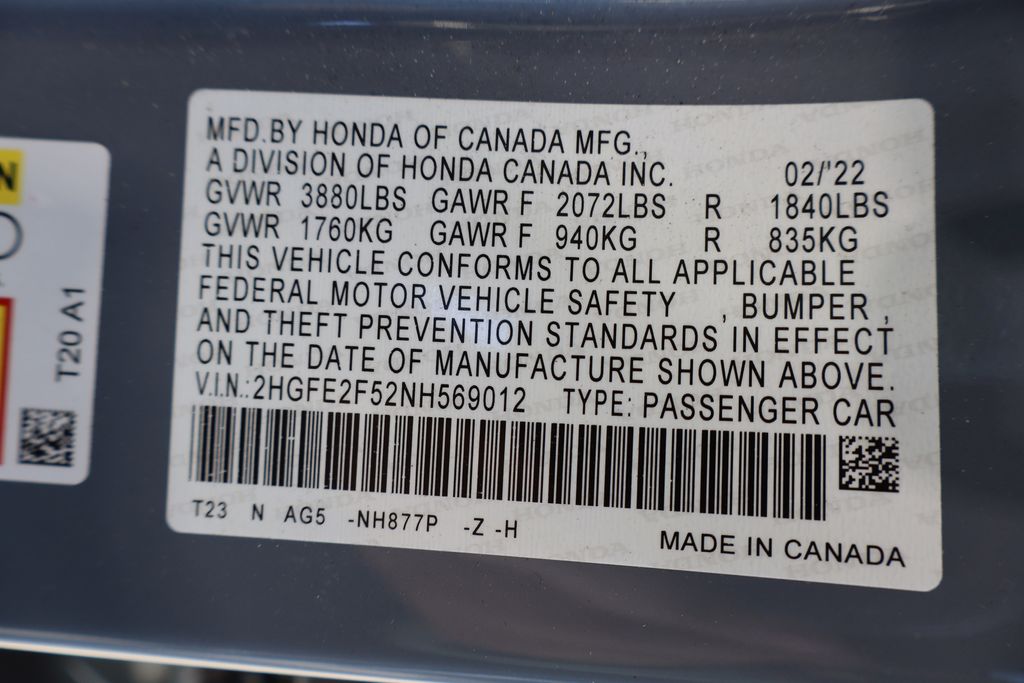 MFD.BY HONDA OF CANADA MFG.,
A DIVISION OF HONDA CANADA INC. 02/'22
GVWR 3880LBS GAWR F 2072LBS R 1840LBS
GVWR 1760KG GAWR F 940KG R 835KG
THIS VEHICLE CONFORMS TO ALL APPLICABLE
FEDERAL MOTOR VEHICLE SAFETY , BUMPER ,
AND THEFT PREVENTION STANDARDS IN EFFECT
ON THE DATE OF MANUFACTURE SHOWN ABOVE.
V.I.N.:2HGFE2F52NH569012 TYPE: PASSENGER CAR
T23 N AG5 -NH877P -Z -H
MADE IN CANADA
T20 A1